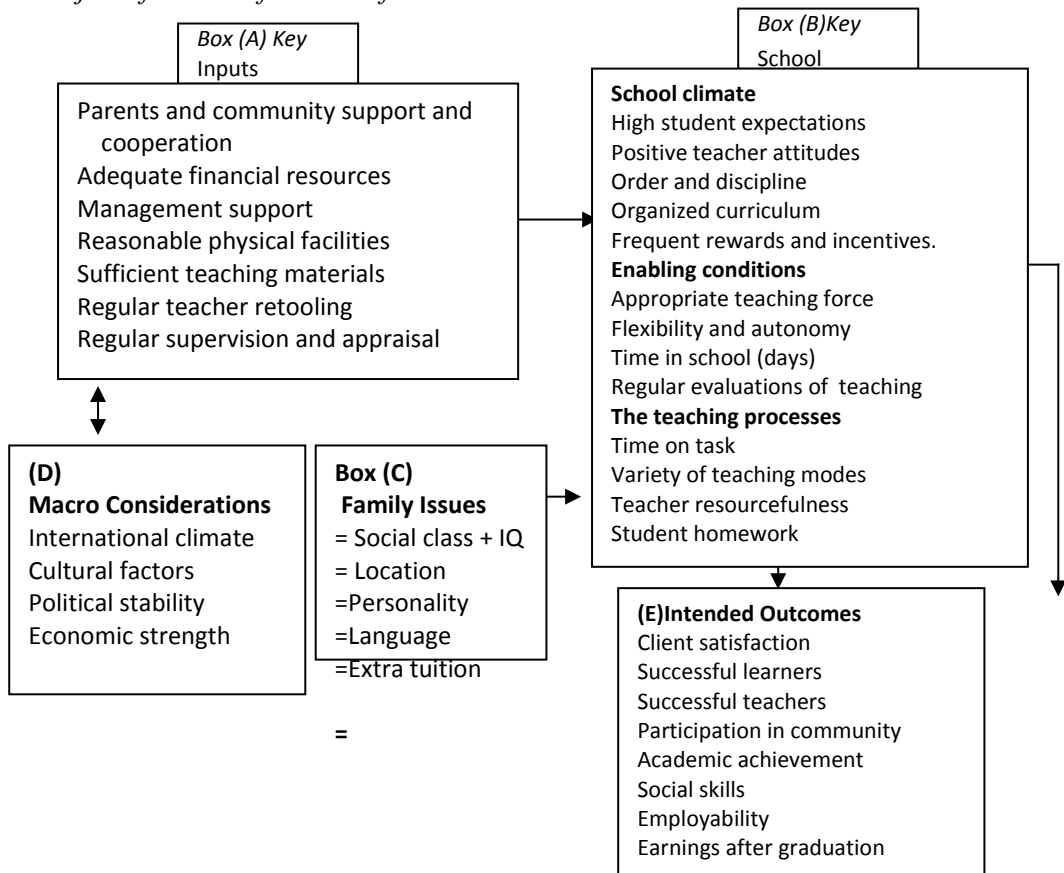 Box (A) Key
Inputs
Parents and community support and
cooperation
Adequate financial resources
Management support
Reasonable physical facilities
Sufficient teaching materials
Regular teacher retooling
Regular supervision and appraisal
Box (B)Key
School
School climate
High student expectations
Positive teacher attitudes
Order and discipline
Organized curriculum
Frequent rewards and incentives.
Enabling conditions
Appropriate teaching force
Flexibility and autonomy
Time in school (days)
Regular evaluations of teaching
The teaching processes
Time on task
Variety of teaching modes
Teacher resourcefulness
Student homework
(D)
Macro Considerations
International climate
Cultural factors
Political stability
Economic strength
Box (C)
Family Issues
= Social class + IQ
= Location
=Personality
=Language
=Extra tuition
=
(E)Intended Outcomes
Client satisfaction
Successful learners
Successful teachers
Participation in community
Academic achievement
Social skills
Employability
Earnings after graduation